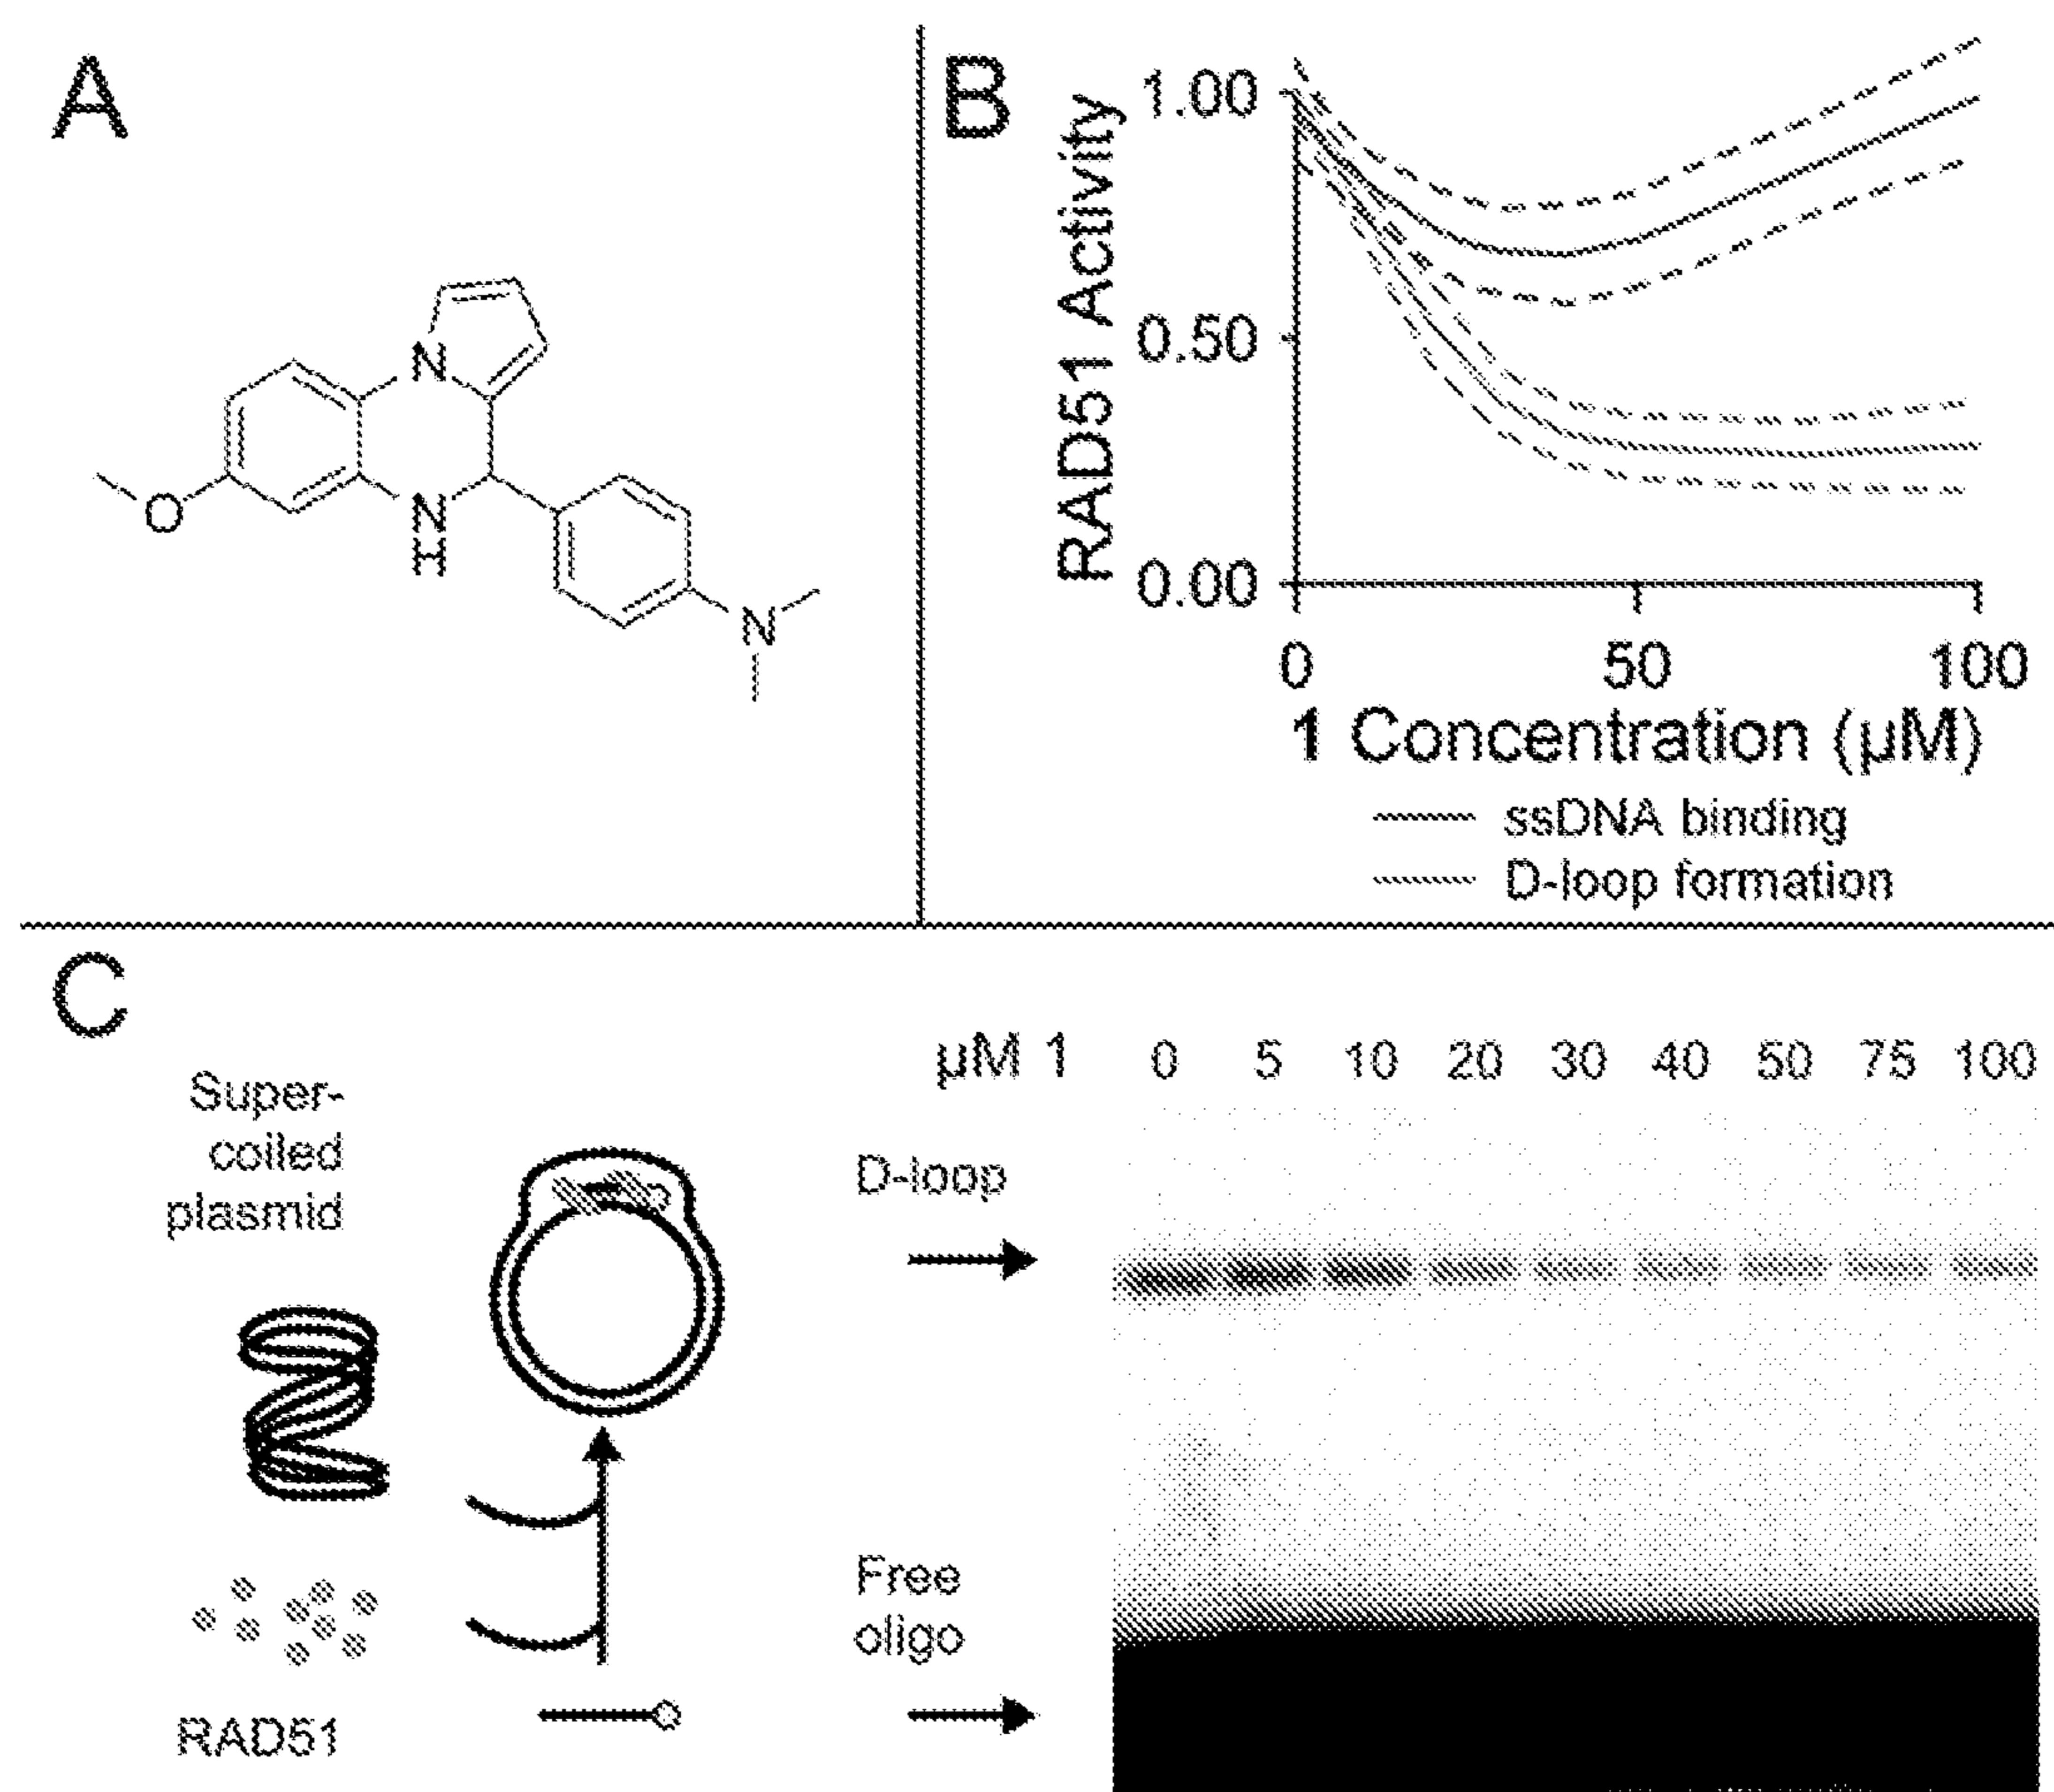 A
N
O
N
H
N
B
RAD51 Activity
1.00
0.50
0.00
0
50
100
1 Concentration (µM)
ssDNA binding
D-loop formation
C
Super-
coiled
plasmid
RAD51
µM 1 0 5 10 20 30 40 50 75 100
D-loop
Free
oligo